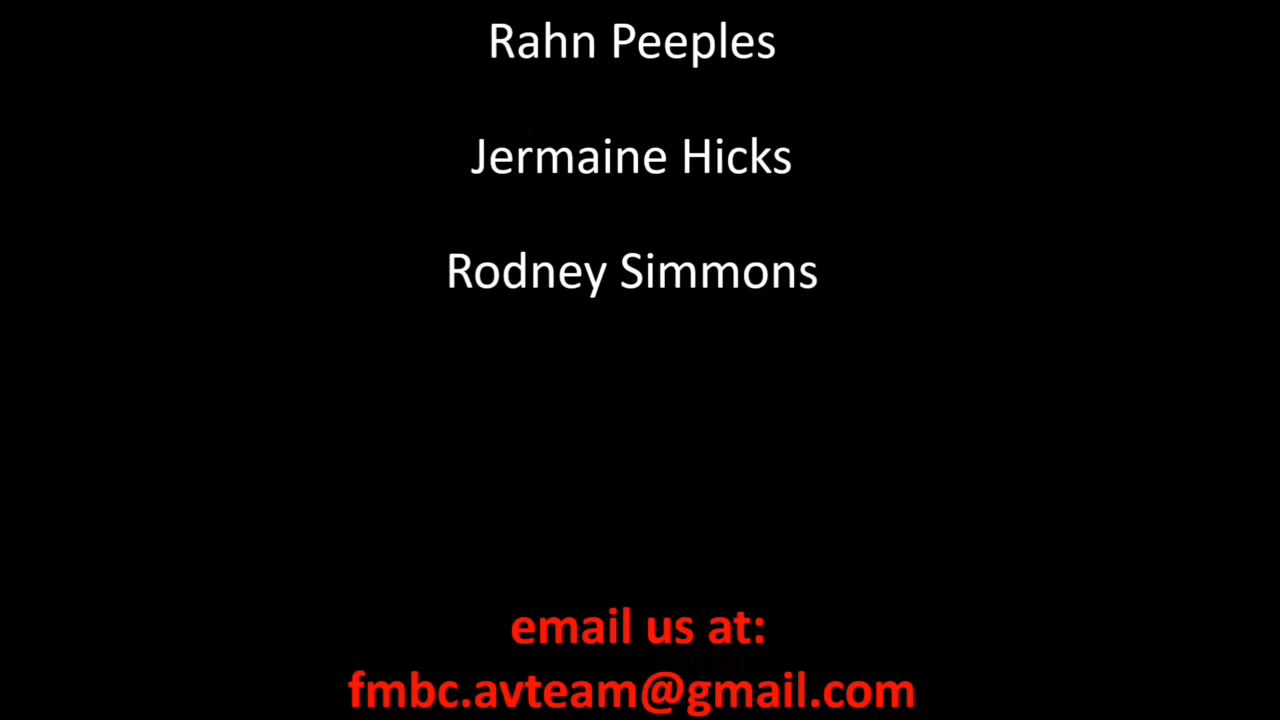 Rahn Peeples
Jermaine Hicks
Rodney Simmons
email us at:
fmbc.avteam@gmail.com